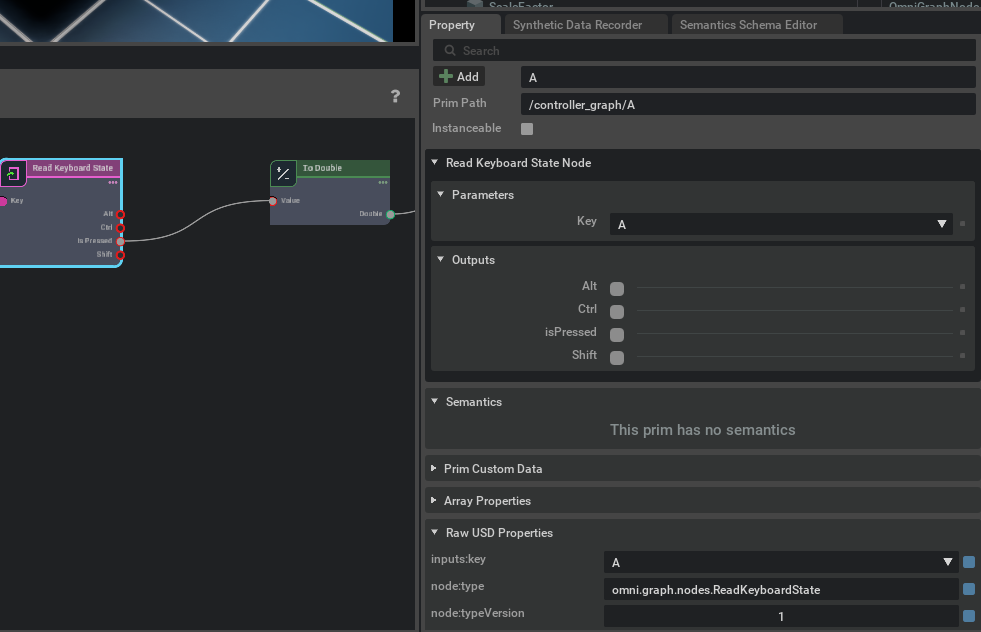 ScaleFactor
OmniGraphNode
Property
Synthetic Data Recorder
Semantics Schema Editor
Search
Add
A
Prim Path
/controller_graph/A
Instanceable
?
Read Keyboard State
Key
Alt
Ctrl
Is Pressed
Shift
To Double
Value
Double
Read Keyboard State Node
Parameters
Key
A
Outputs
Alt
Ctrl
isPressed
Shift
Semantics
This prim has no semantics
Prim Custom Data
Array Properties
Raw USD Properties
inputs:key
A
node:type
omni.graph.nodes.ReadKeyboardState
node:typeVersion
1